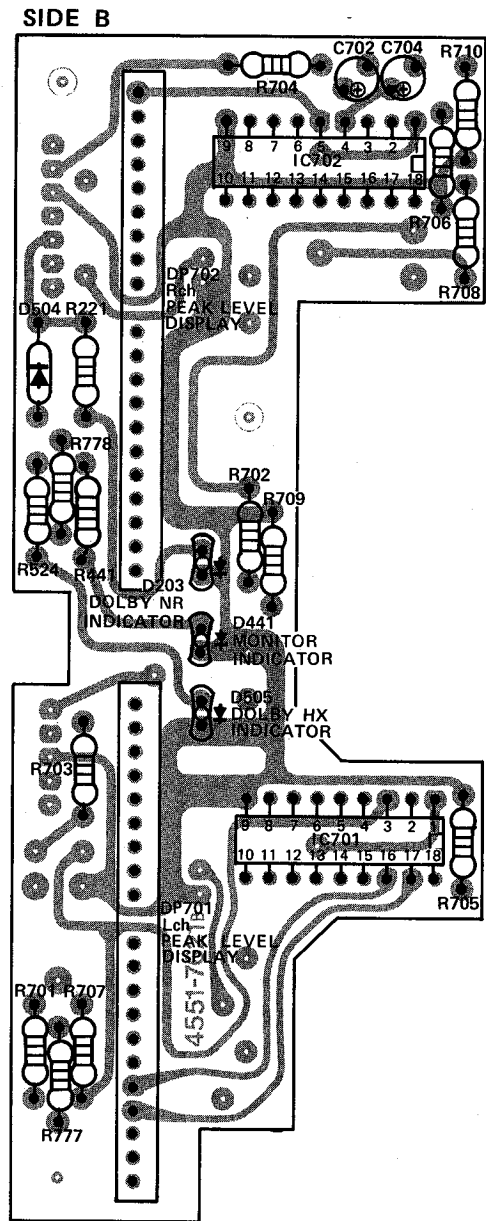 SIDE B
C702 C704 R710
R704
9 8 7 6 5 4 3 2 1
IC702
10 11 12 13 14 15 16 17 18
R706
R708
DP702
Rch
PEAK LEVEL
DISPLAY
D504 R221
R778
R702
R709
R524 R441
D203
DOLBY NR
INDICATOR
D441
MONITOR
INDICATOR
D505
DOLBY HX
INDICATOR
R703
9 8 7 6 5 4 3 2 1
IC701
10 11 12 13 14 15 16 17 18
R705
DP701
Lch
PEAK LEVEL
DISPLAY
R701 R707
R777